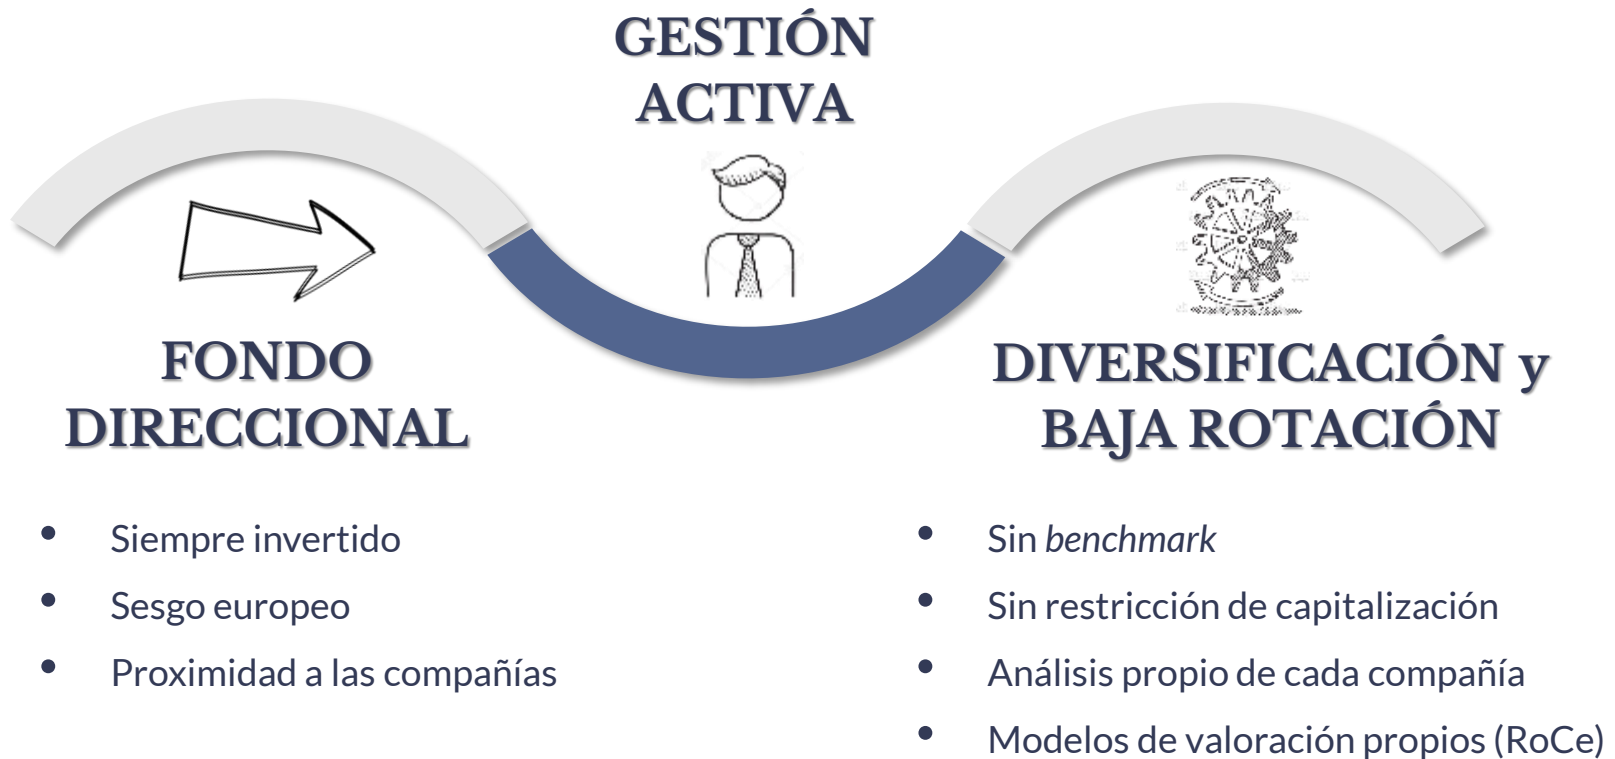 GESTIÓN
ACTIVA
FONDO
DIRECCIONAL
• Siempre invertido
• Sesgo europeo
• Proximidad a las compañías
DIVERSIFICACIÓN y
BAJA ROTACIÓN
• Sin benchmark
• Sin restricción de capitalización
• Análisis propio de cada compañía
• Modelos de valoración propios (RoCe)